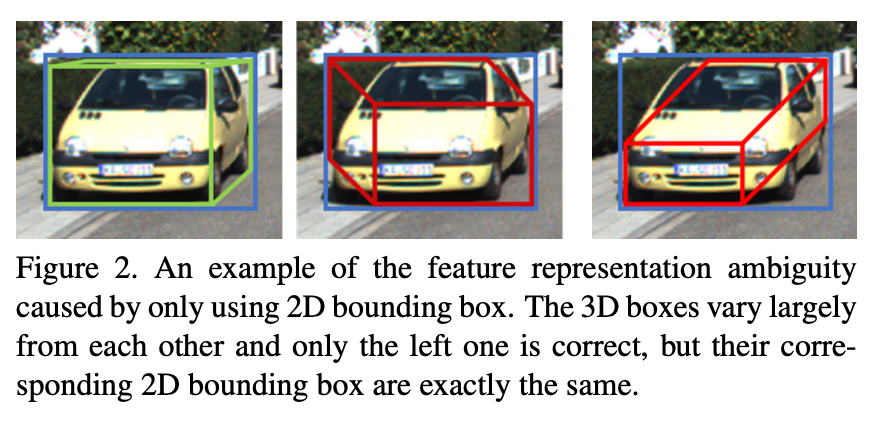 Figure 2. An example of the feature representation ambiguity
caused by only using 2D bounding box. The 3D boxes vary largely
from each other and only the left one is correct, but their corre-
sponding 2D bounding box are exactly the same.